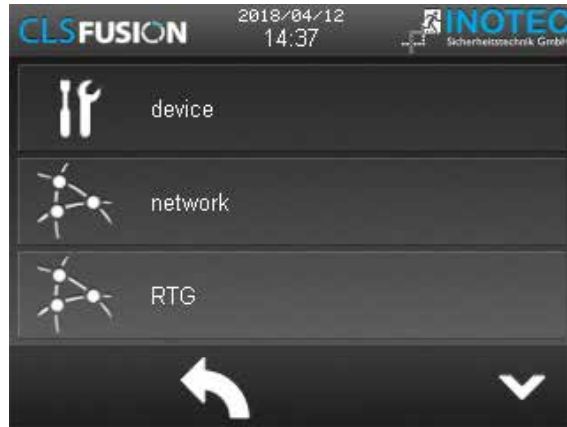 CLSFUSION
2018/04/12
14:37
INOTEC
Sicherheitstechnik GmbH
device
network
RTG